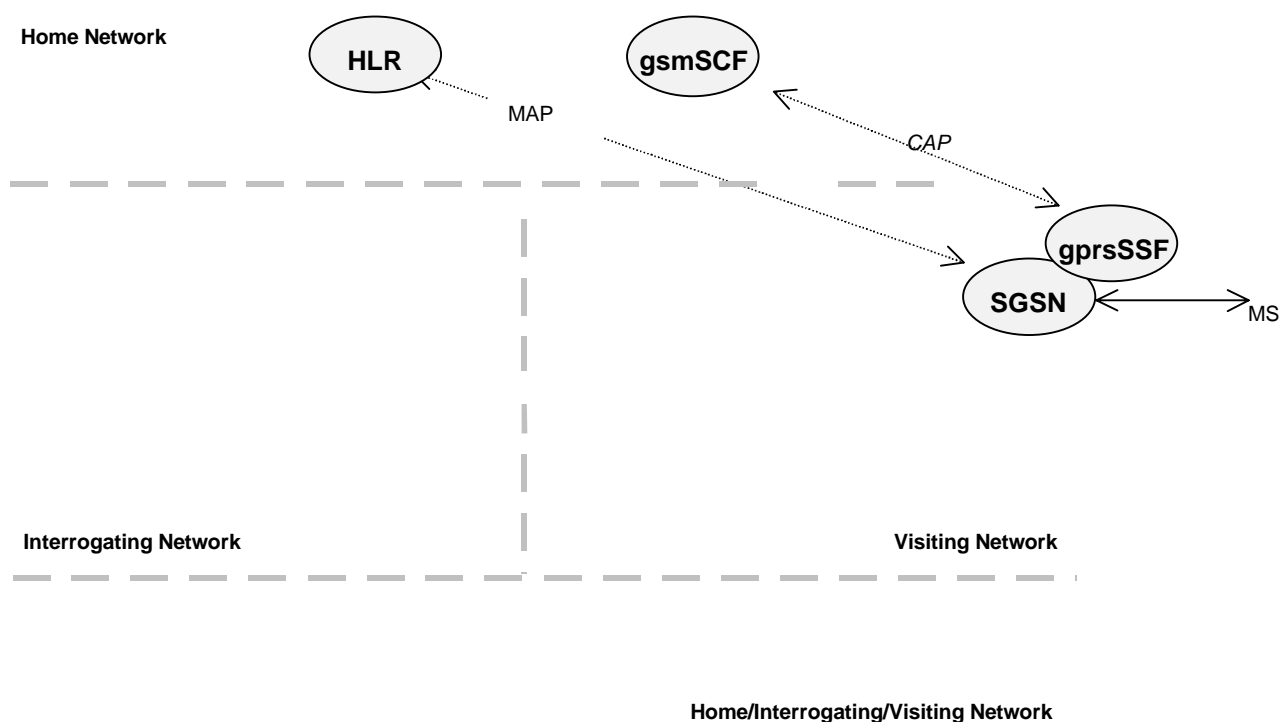 Home Network
HLR
gsmSCF
MAP
CAP
gprsSSF
SGSN
MS
Interrogating Network
Visiting Network
Home/Interrogating/Visiting Network